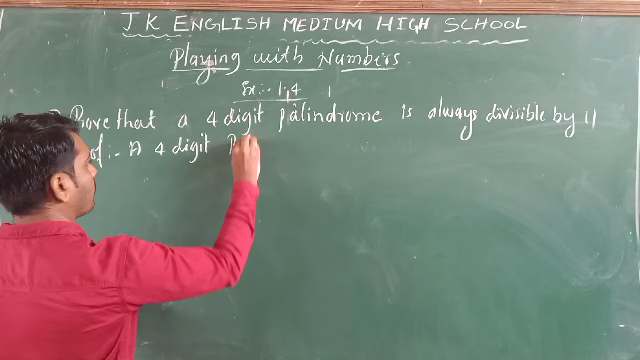 J K ENGLISH MEDIUM HIGH SCHOOL
Playing with Numbers
Ex:- 1.4
Prove that a 4 digit palindrome is always divisible by 11
of:- A 4 digit P